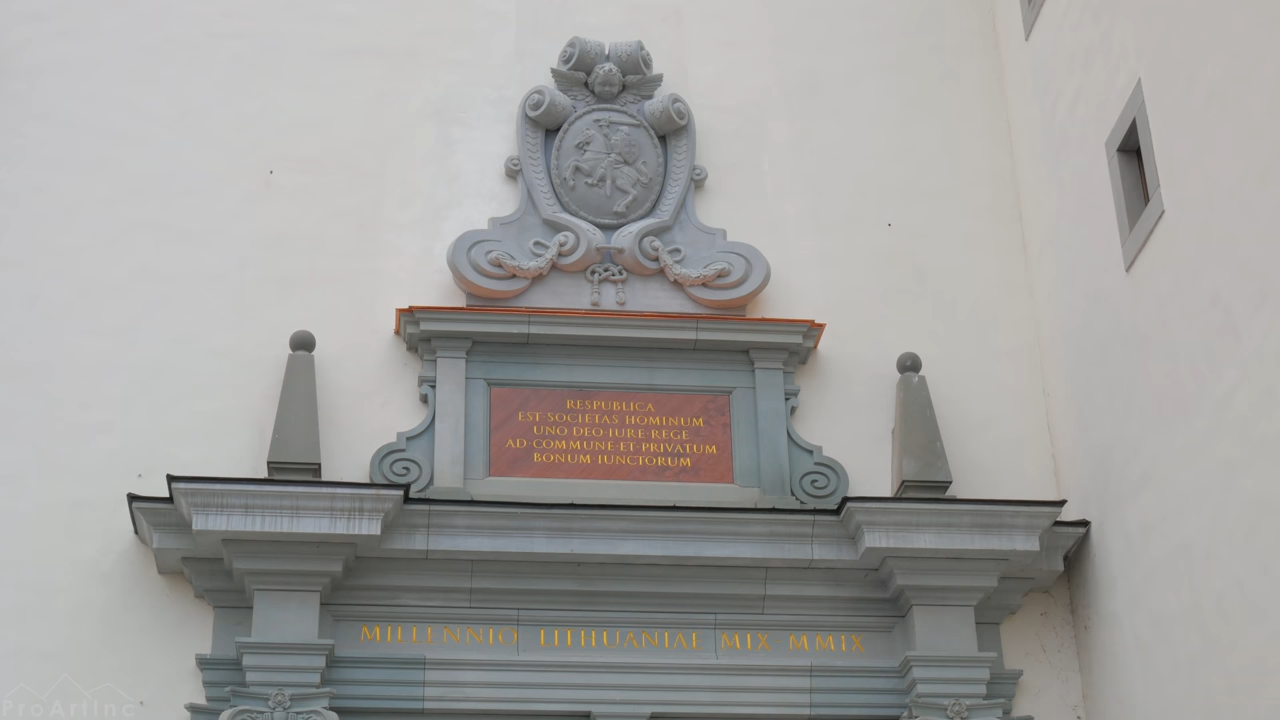 RESPUBLICA
EST·SOCIETAS HOMINUM
UNO DEO·IURE·REGE
AD·COMMUNE·ET·PRIVATUM
BONUM·IUNCTORUM
MILLENNIO LITHUANIAE MIX-MMIX
ProArtInc